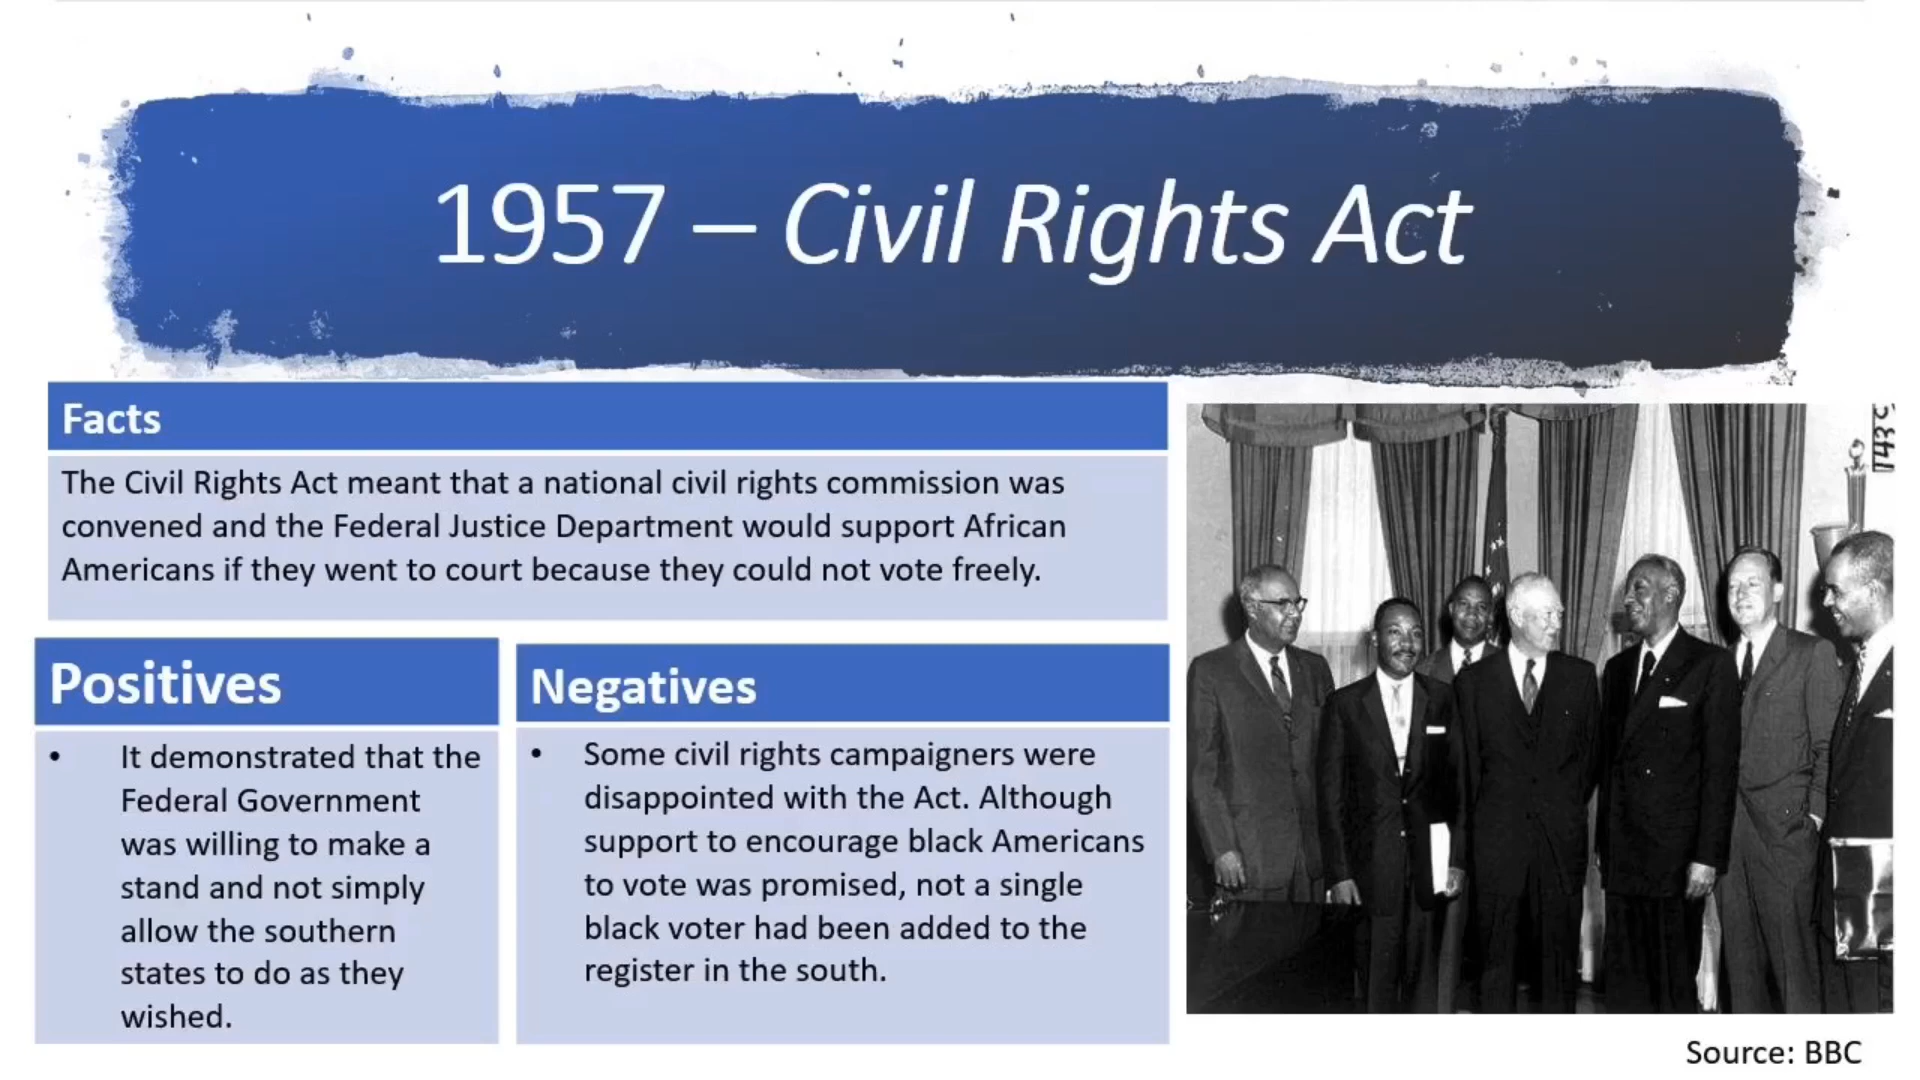 1957 – Civil Rights Act
Facts
The Civil Rights Act meant that a national civil rights commission was
convened and the Federal Justice Department would support African
Americans if they went to court because they could not vote freely.
Positives
• It demonstrated that the
Federal Government
was willing to make a
stand and not simply
allow the southern
states to do as they
wished.
Negatives
• Some civil rights campaigners were
disappointed with the Act. Although
support to encourage black Americans
to vote was promised, not a single
black voter had been added to the
register in the south.
Source: BBC